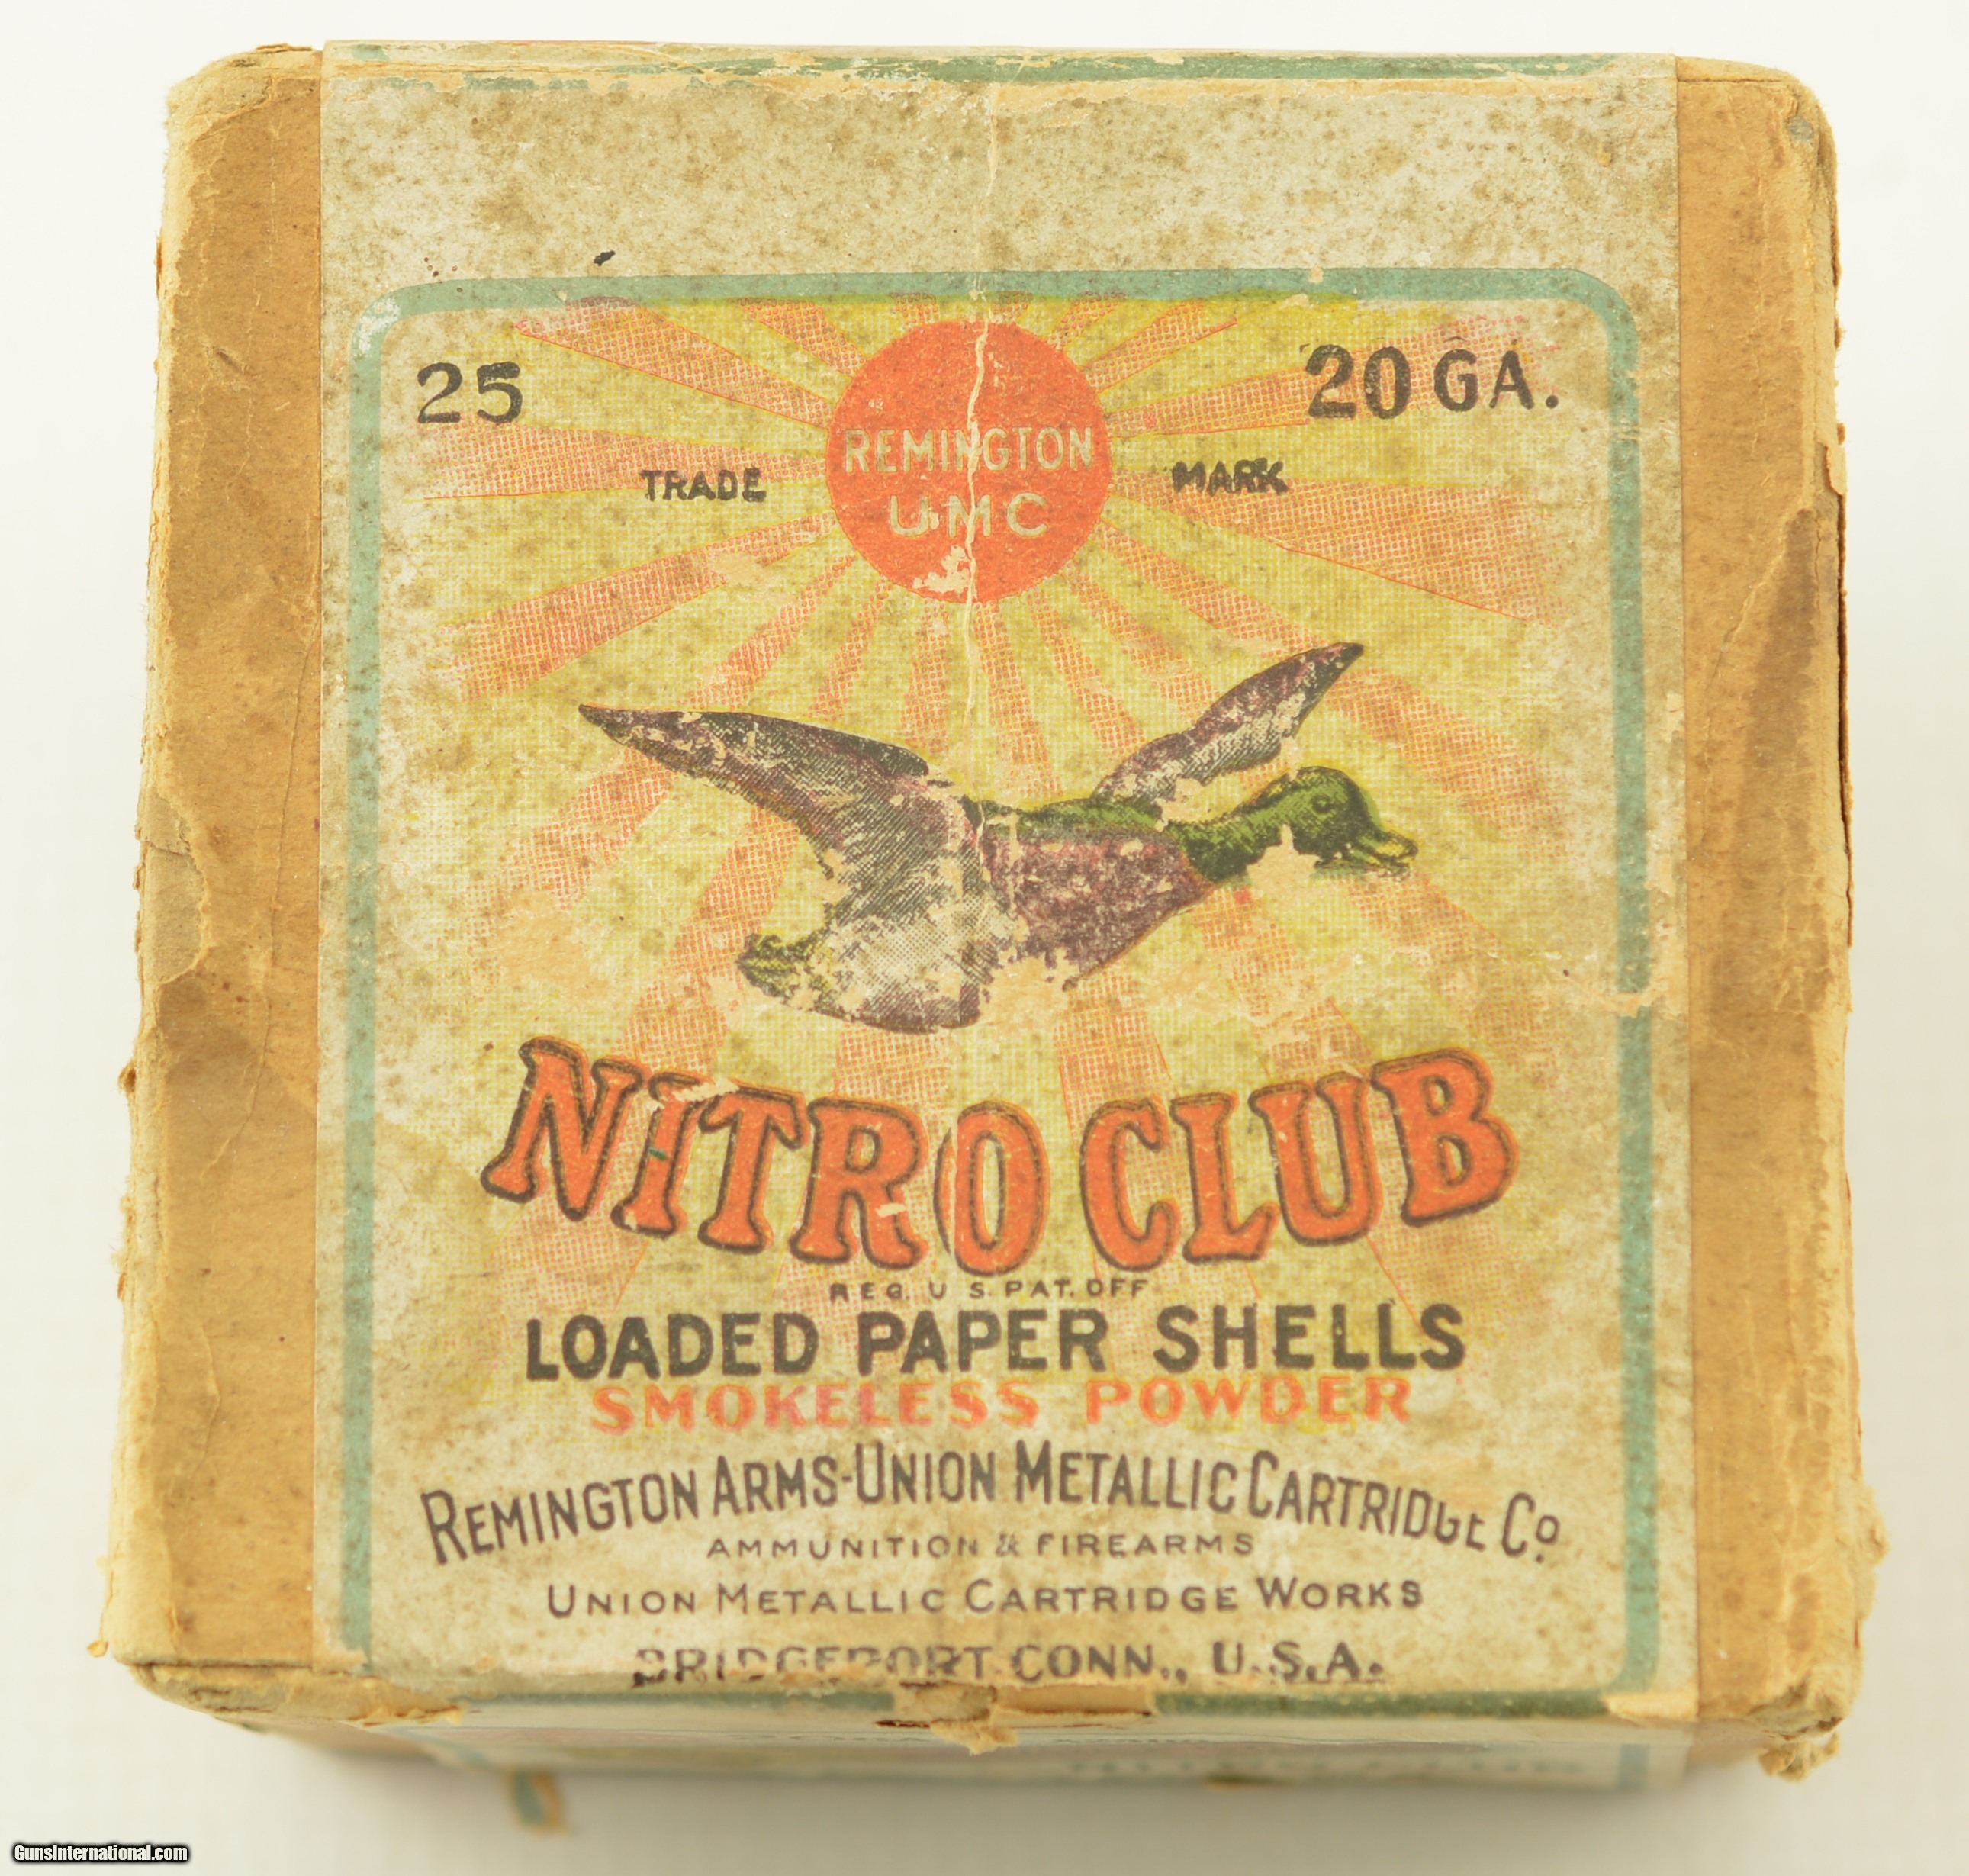 25
20 GA.
REMINGTON
UMC
TRADE MARK
NITRO CLUB
REG. U S. PAT. OFF
LOADED PAPER SHELLS
SMOKELESS POWDER
REMINGTON ARMS-UNION METALLIC CARTRIDGE CO.
AMMUNITION & FIREARMS
UNION METALLIC CARTRIDGE WORKS
BRIDGEPORT. CONN., U.S.A.
GunsInternational.com